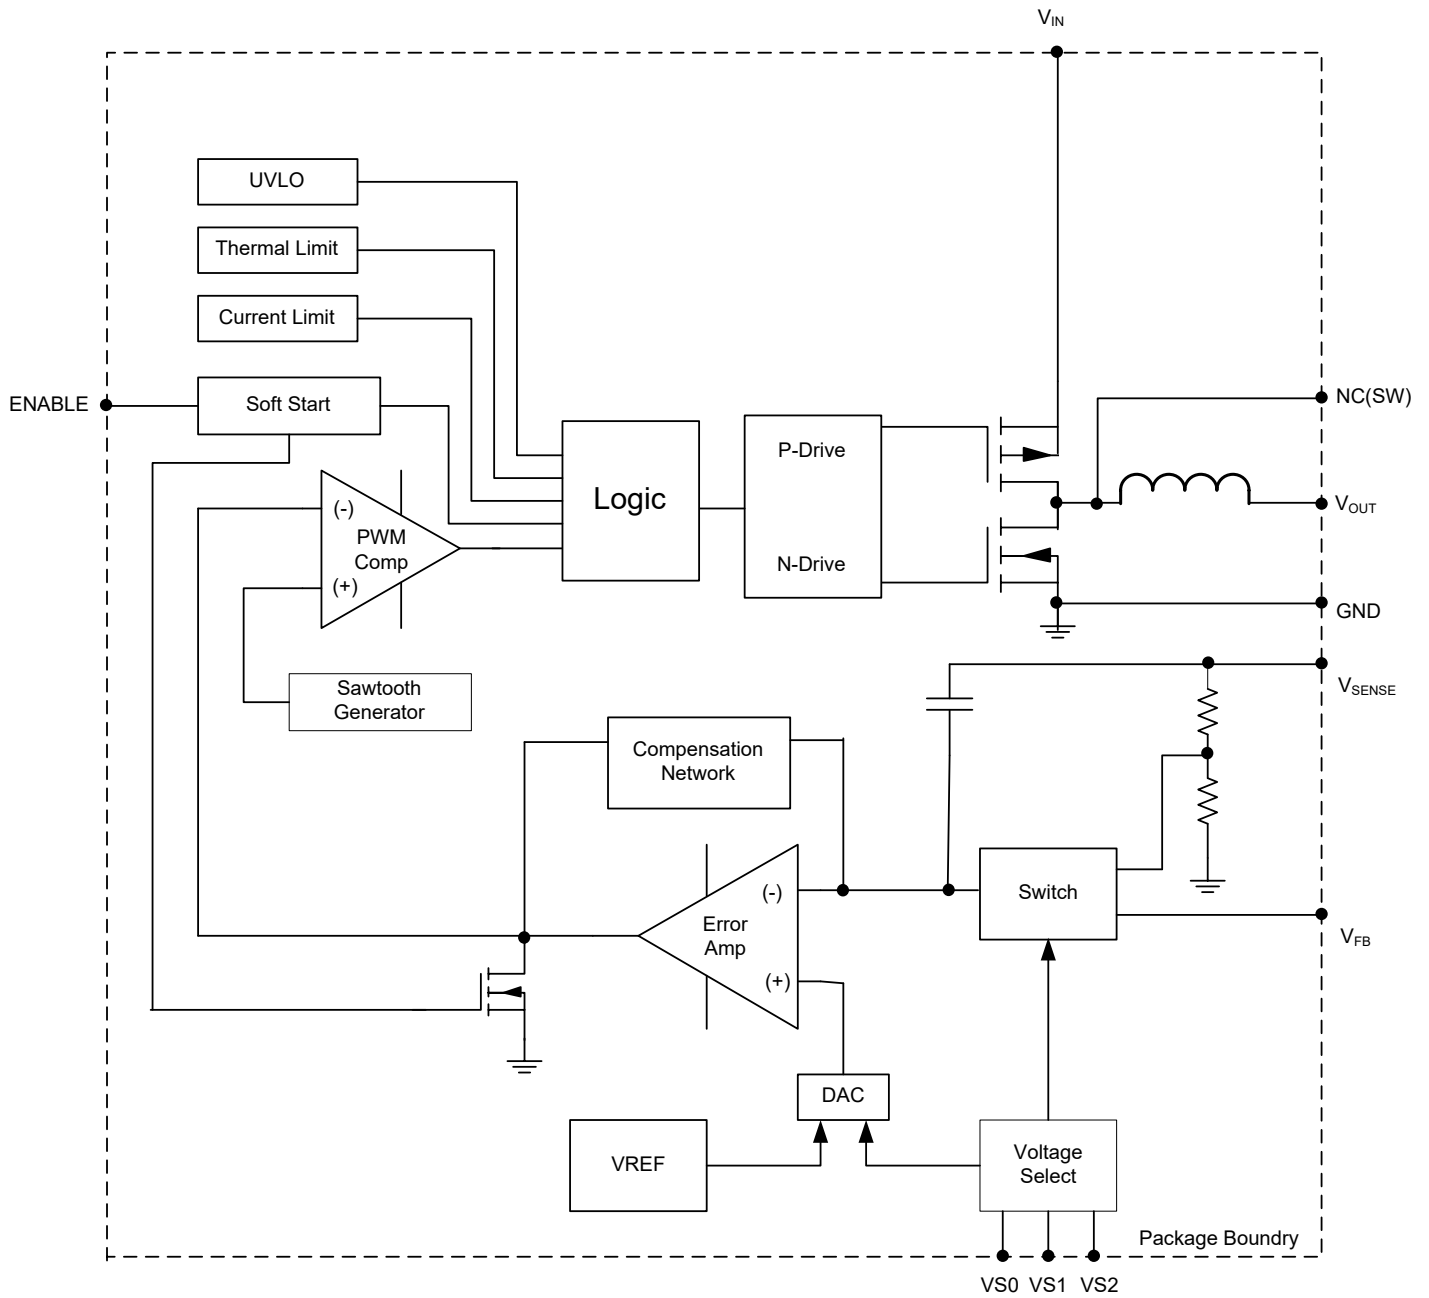 VIN
UVLO
Thermal Limit
Current Limit
ENABLE
Soft Start
NC(SW)
P-Drive
Logic
VOUT
(-)
PWM
Comp
(+)
N-Drive
GND
Sawtooth
Generator
VSENSE
Compensation
Network
(-)
Error
Amp
(+)
Switch
VFB
DAC
VREF
Voltage
Select
Package Boundry
VS0
VS1
VS2